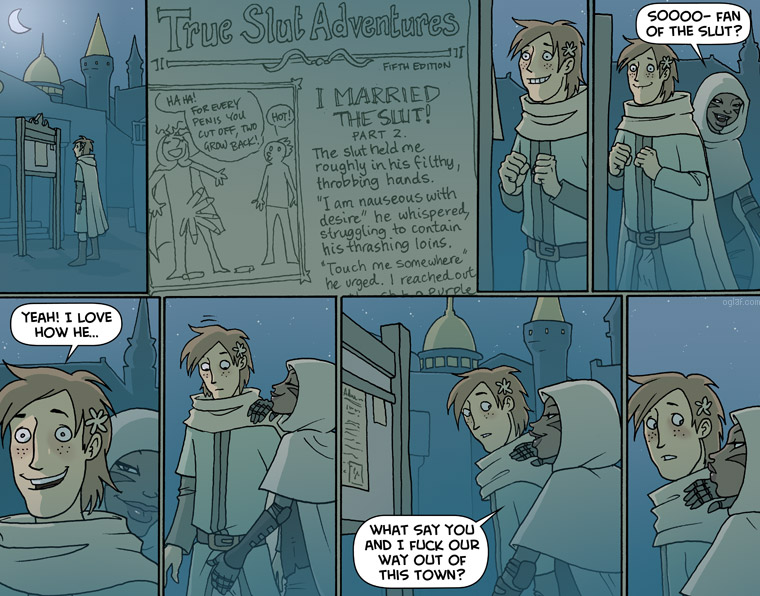 True Slut Adventures
FIFTH EDITION
HA HA!
FOR EVERY
PENIS YOU
CUT OFF, TWO
GROW BACK!
HOT!
I MARRIED
THE SLUT!
PART 2.
The slut held me
roughly in his filthy,
throbbing hands.
"I am nauseous with
desire" he whispered,
struggling to contain
his thrashing loins.
"Touch me somewhere"
he urged. I reached out
purple
SOOOO- FAN
OF THE SLUT?
YEAH! I LOVE
HOW HE...
oglaf.com
WHAT SAY YOU
AND I FUCK OUR
WAY OUT OF
THIS TOWN?